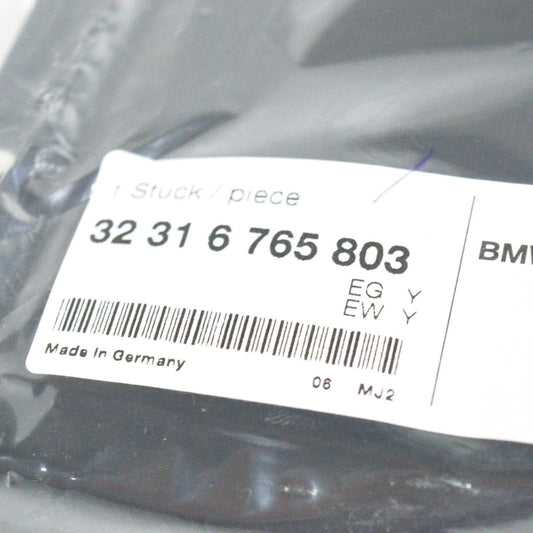 1 Stuck / piece
32 31 6 765 803
EG Y
EW Y
Made In Germany
06 MJ2
BMW